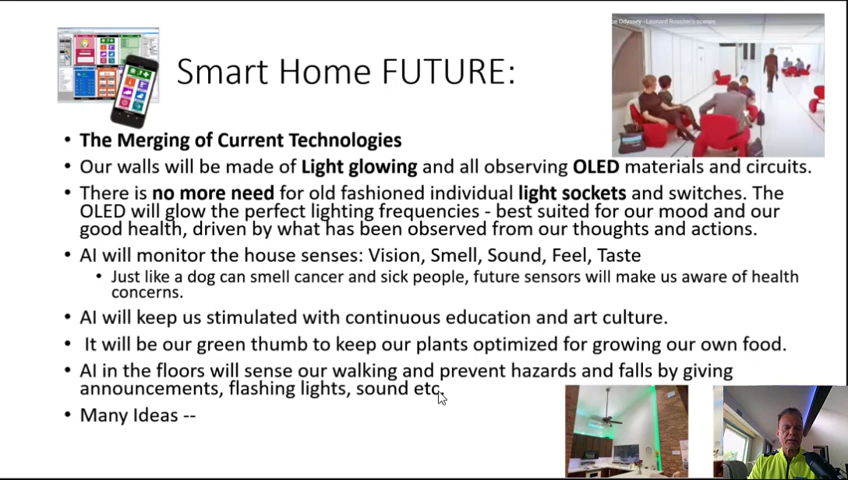 ce Odyssey - Leonard Rossiter's scenes
Smart Home FUTURE:
• The Merging of Current Technologies
• Our walls will be made of Light glowing and all observing OLED materials and circuits.
• There is no more need for old fashioned individual light sockets and switches. The
OLED will glow the perfect lighting frequencies - best suited for our mood and our
good health, driven by what has been observed from our thoughts and actions.
• AI will monitor the house senses: Vision, Smell, Sound, Feel, Taste
• Just like a dog can smell cancer and sick people, future sensors will make us aware of health
concerns.
• AI will keep us stimulated with continuous education and art culture.
• It will be our green thumb to keep our plants optimized for growing our own food.
• AI in the floors will sense our walking and prevent hazards and falls by giving
announcements, flashing lights, sound etc.
• Many Ideas --